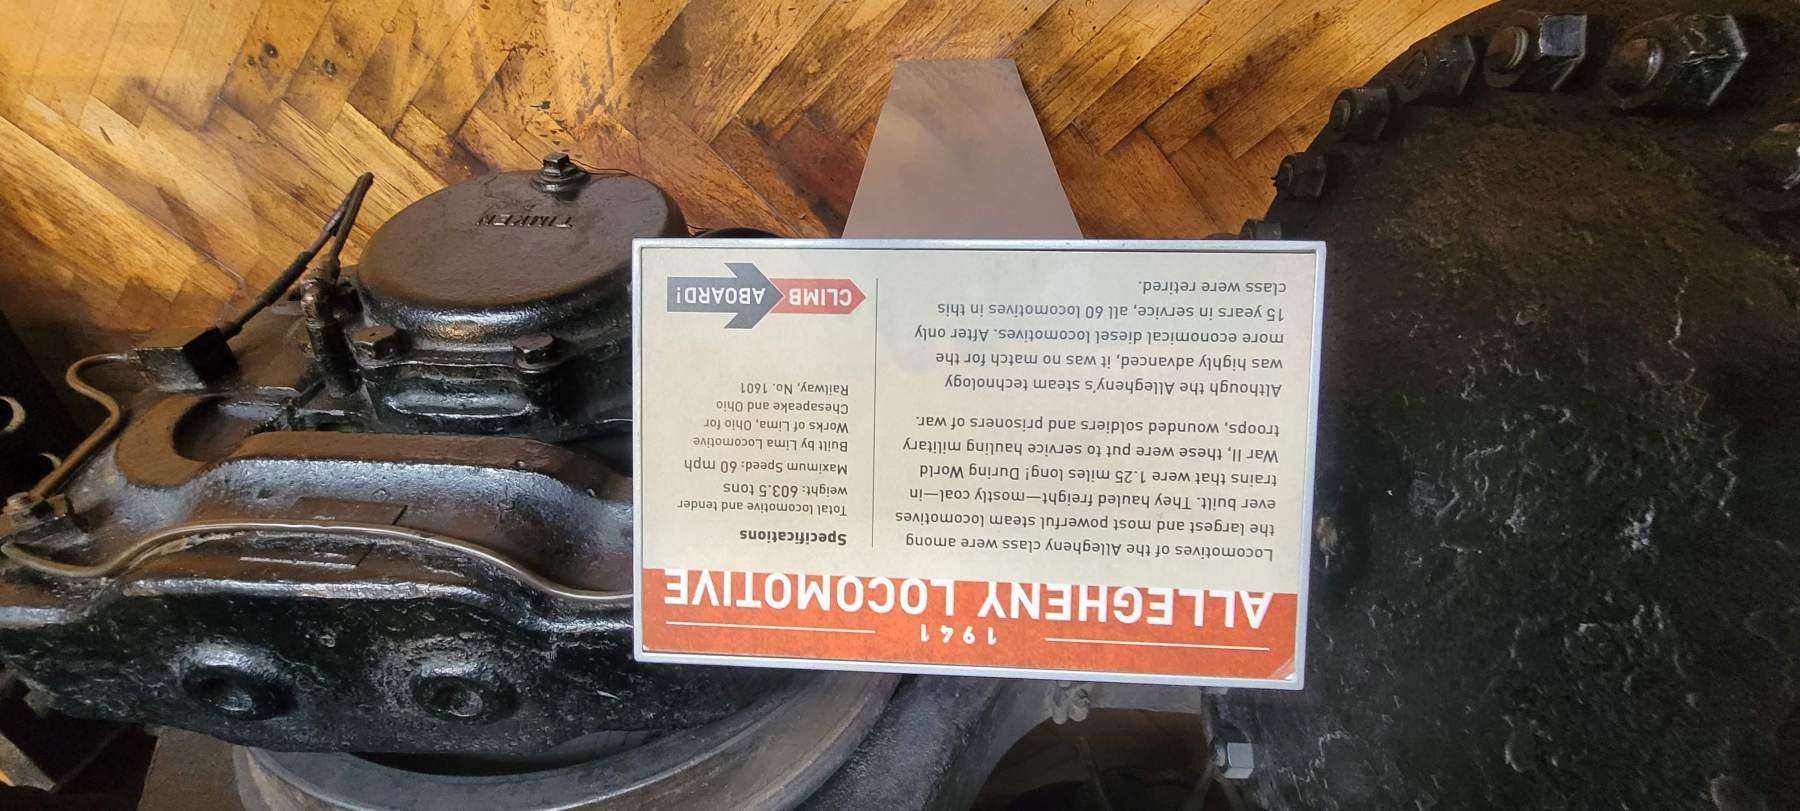 1941
ALLEGHENY LOCOMOTIVE
Locomotives of the Allegheny class were among
the largest and most powerful steam locomotives
ever built. They hauled freight—mostly coal—in
trains that were 1.25 miles long! During World
War II, these were put to service hauling military
troops, wounded soldiers and prisoners of war.
Although the Allegheny's steam technology
was highly advanced, it was no match for the
more economical diesel locomotives. After only
15 years in service, all 60 locomotives in this
class were retired.
Specifications
Total locomotive and tender
weight: 603.5 tons
Maximum Speed: 60 mph
Built by Lima Locomotive
Works of Lima, Ohio for
Chesapeake and Ohio
Railway, No. 1601
CLIMB ABOARD!
TIMKEN